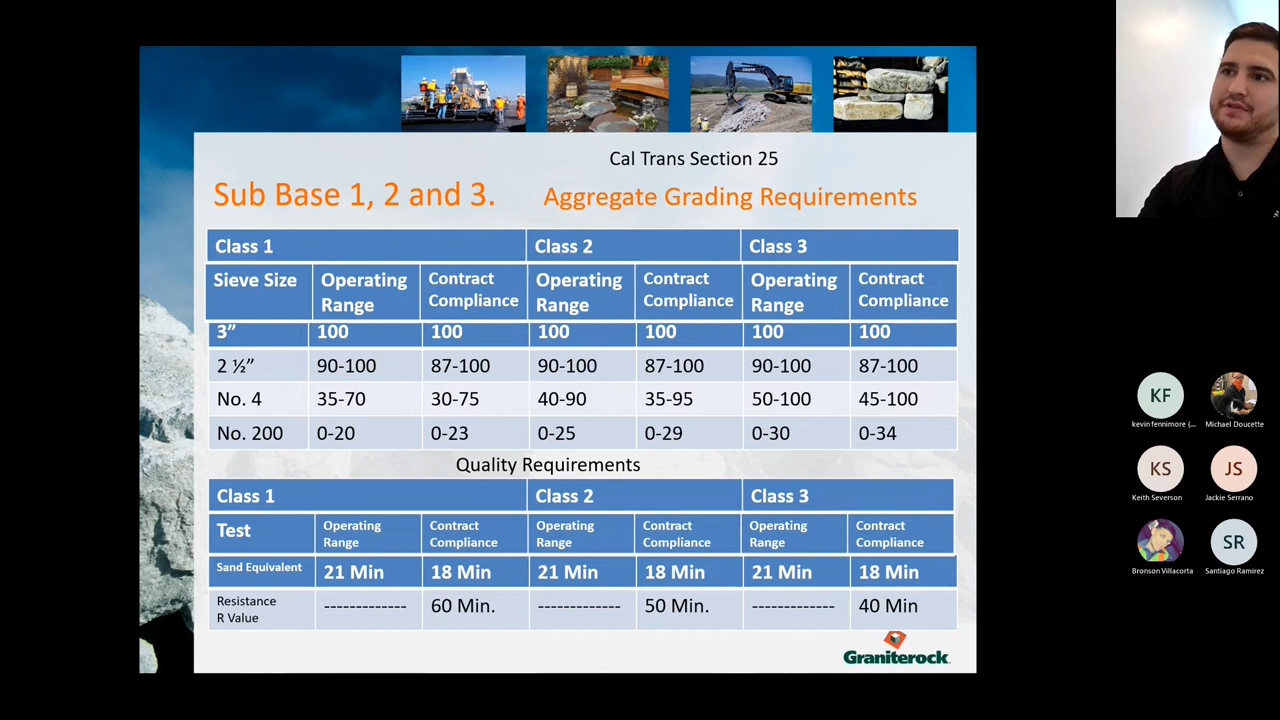 Cal Trans Section 25
Sub Base 1, 2 and 3. Aggregate Grading Requirements
Class 1 Class 2 Class 3
Sieve Size Operating Range Contract Compliance Operating Range Contract Compliance Operating Range Contract Compliance
3” 100 100 100 100 100 100
2 ½” 90-100 87-100 90-100 87-100 90-100 87-100
No. 4 35-70 30-75 40-90 35-95 50-100 45-100
No. 200 0-20 0-23 0-25 0-29 0-30 0-34
Quality Requirements
Class 1 Class 2 Class 3
Test Operating Range Contract Compliance Operating Range Contract Compliance Operating Range Contract Compliance
Sand Equivalent 21 Min 18 Min 21 Min 18 Min 21 Min 18 Min
Resistance R Value ------------- 60 Min. ------------- 50 Min. ------------- 40 Min
Graniterock
KF
kevin fennimore (...
Michael Doucette
KS
Keith Severson
JS
Jackie Serrano
Bronson Villacorta
SR
Santiago Ramirez